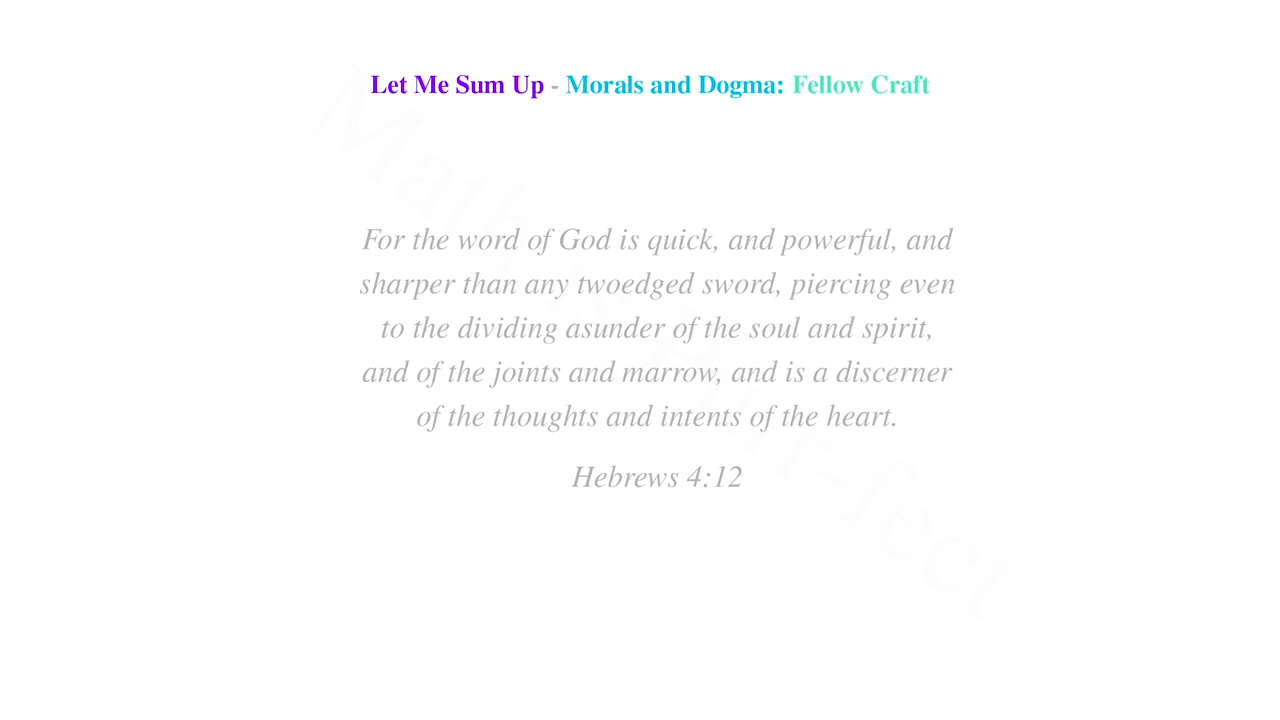 Let Me Sum Up - Morals and Dogma: Fellow Craft
For the word of God is quick, and powerful, and
sharper than any twoedged sword, piercing even
to the dividing asunder of the soul and spirit,
and of the joints and marrow, and is a discerner
of the thoughts and intents of the heart.
Hebrews 4:12